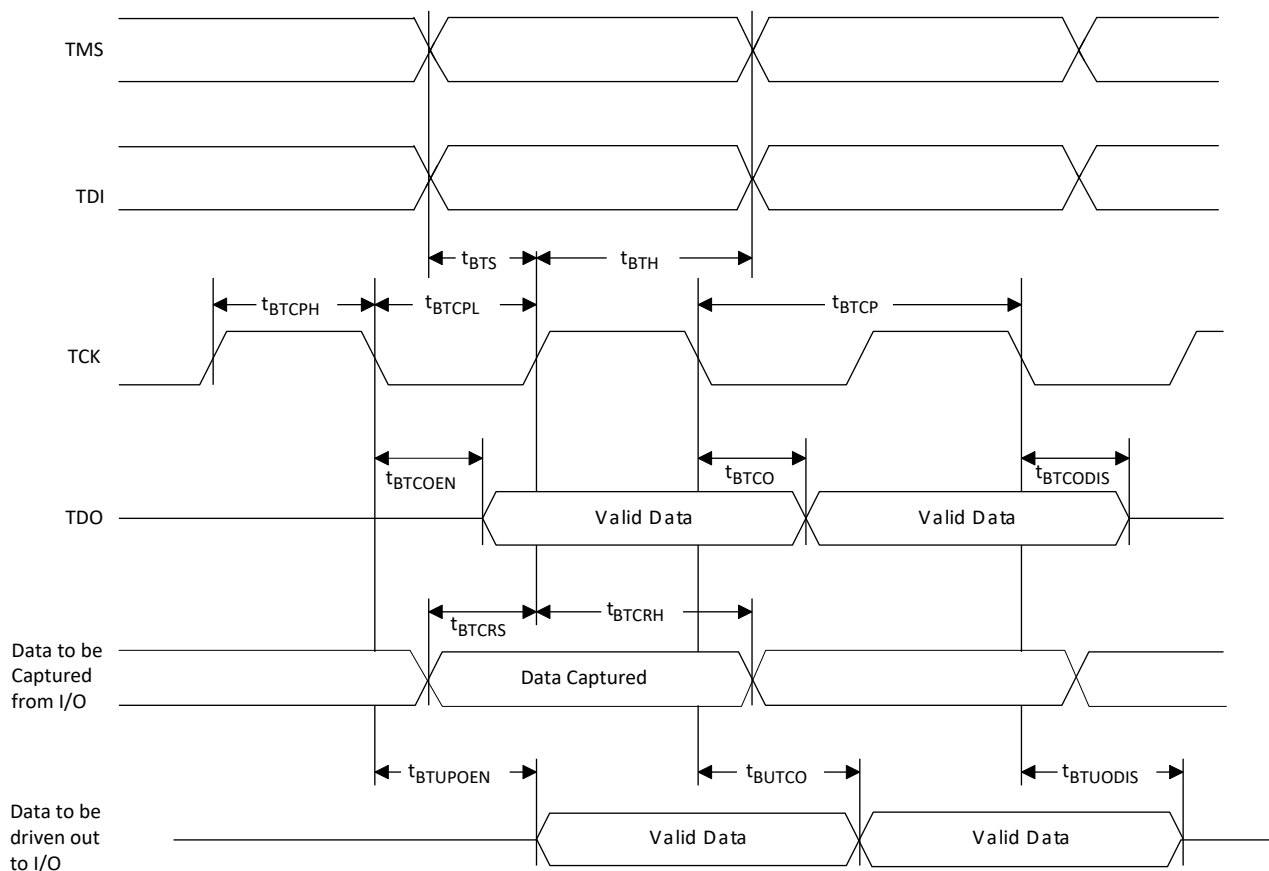 TMS
TDI
tBTS
tBTH
tBTCPH
tBTCPL
tBTCP
TCK
tBTCOEN
tBTCO
tBTCODIS
TDO
Valid Data
Valid Data
tBTCRS
tBTCRH
Data to be
Captured
from I/O
Data Captured
tBTUPOEN
tBUTCO
tBTUODIS
Data to be
driven out
to I/O
Valid Data
Valid Data